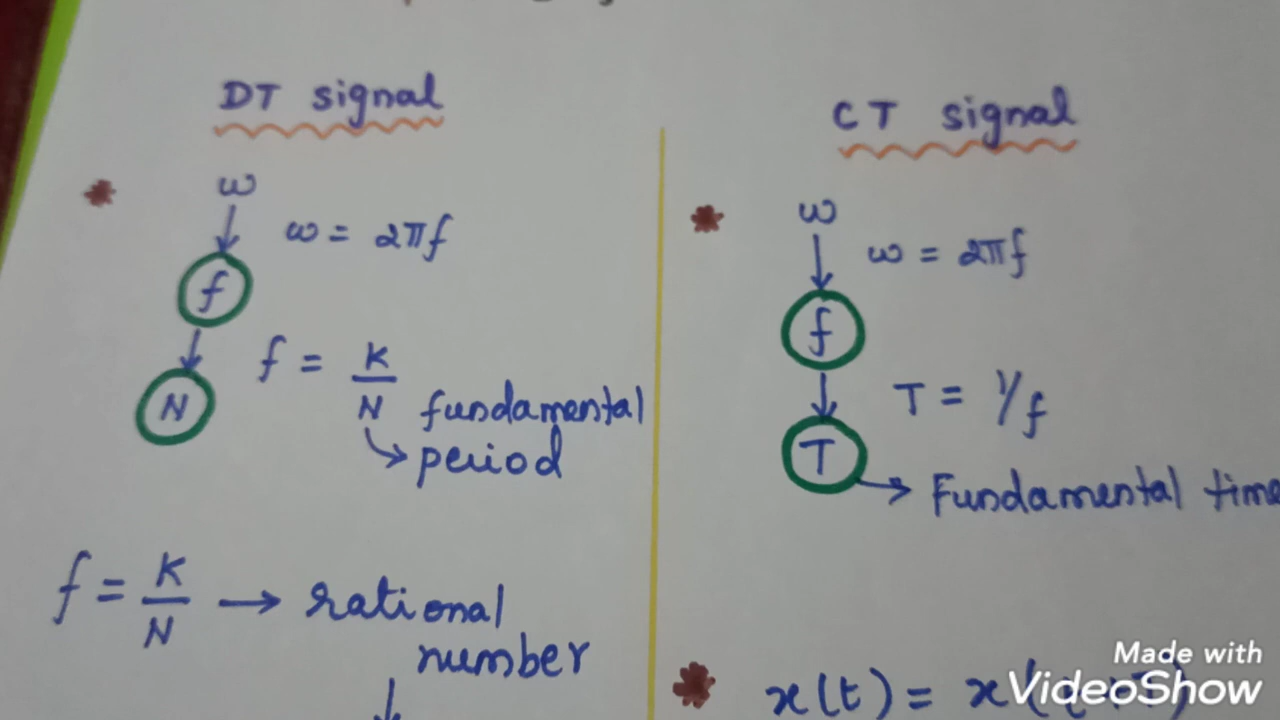 DT signal
ω
ω = 2πf
f
f = K/N
N
fundamental
period
f = K/N → rational
number
CT signal
ω
ω = 2πf
f
T = 1/f
T
Fundamental time
x(t) = x(
Made with
VideoShow